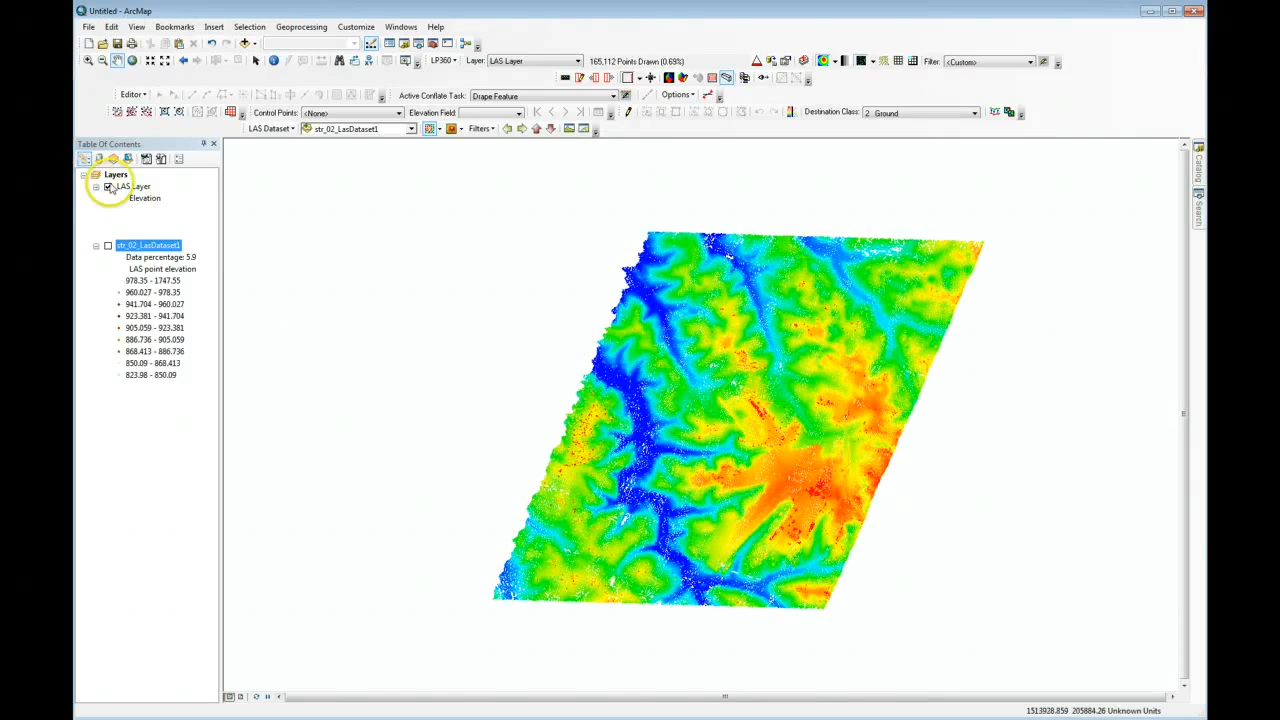 Untitled - ArcMap
File Edit View Bookmarks Insert Selection Geoprocessing Customize Windows Help
LP360 Layer: LAS Layer 165,112 Points Drawn (0.69%) Filter: <Custom>
Editor Active Conflate Task: Drape Feature Options
Control Points: <None> Elevation Field: Destination Class: 2 Ground
LAS Dataset str_02_LasDataset1 Filters
Table Of Contents
Layers
LAS Layer
Elevation
str_02_LasDataset1
Data percentage: 5.9
LAS point elevation
978.35 - 1747.55
960.027 - 978.35
941.704 - 960.027
923.381 - 941.704
905.059 - 923.381
886.736 - 905.059
868.413 - 886.736
850.09 - 868.413
823.98 - 850.09
Catalog
Search
1513928.859 205884.26 Unknown Units